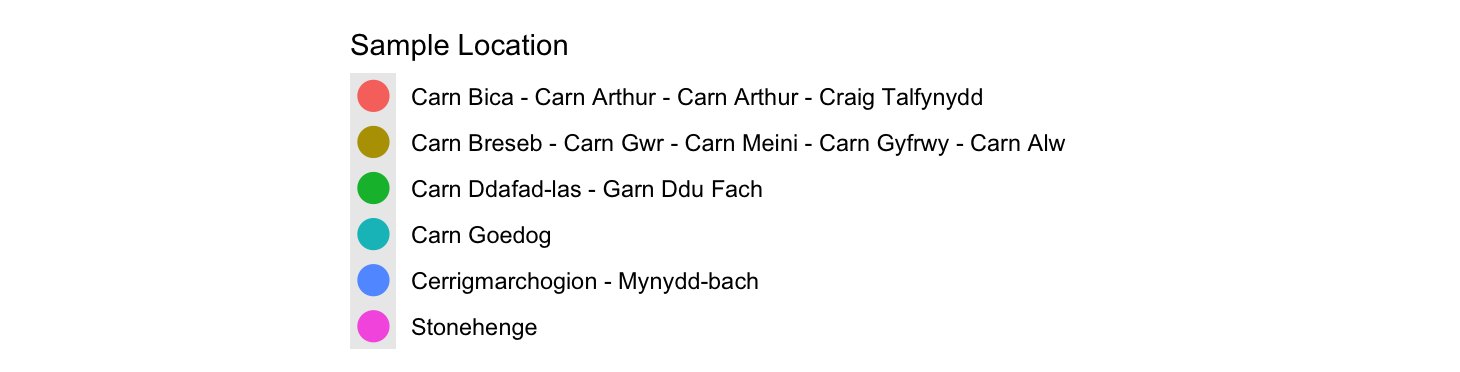 Sample Location
Carn Bica - Carn Arthur - Carn Arthur - Craig Talfynydd
Carn Breseb - Carn Gwr - Carn Meini - Carn Gyfrwy - Carn Alw
Carn Ddafad-las - Garn Ddu Fach
Carn Goedog
Cerrigmarchogion - Mynydd-bach
Stonehenge